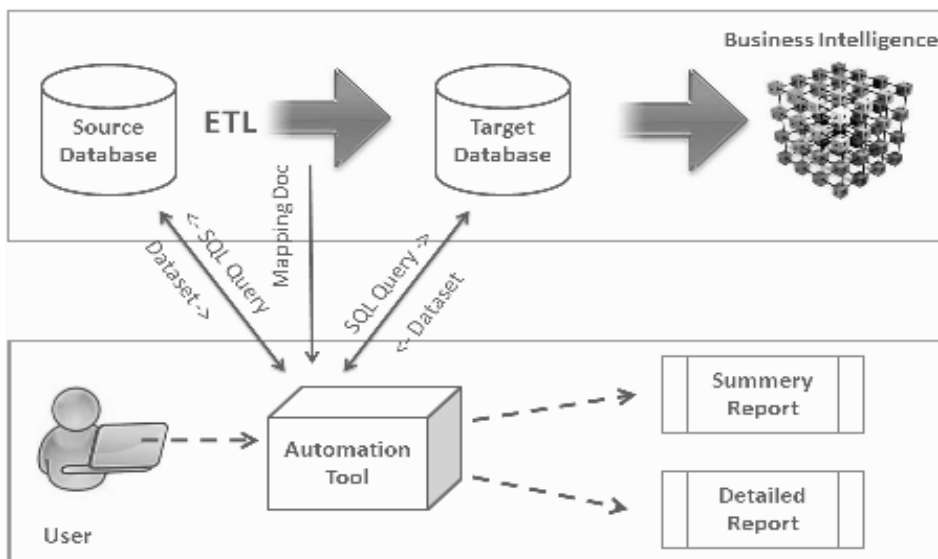 Business Intelligence
Source
Database
ETL
Target
Database
Mapping Doc
<- SQL Query
Dataset ->
SQL Query ->
<- Dataset
Summery
Report
Automation
Tool
Detailed
Report
User